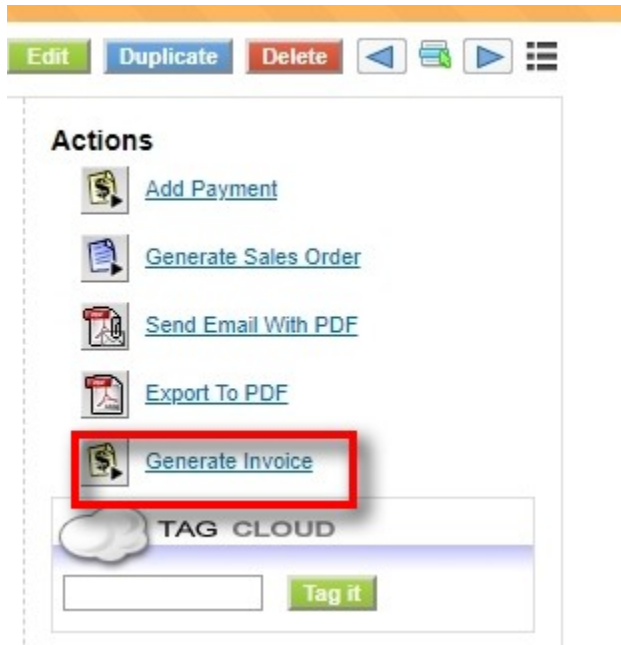 Edit Duplicate Delete
Actions
Add Payment
Generate Sales Order
Send Email With PDF
Export To PDF
Generate Invoice
TAG CLOUD
Tag it